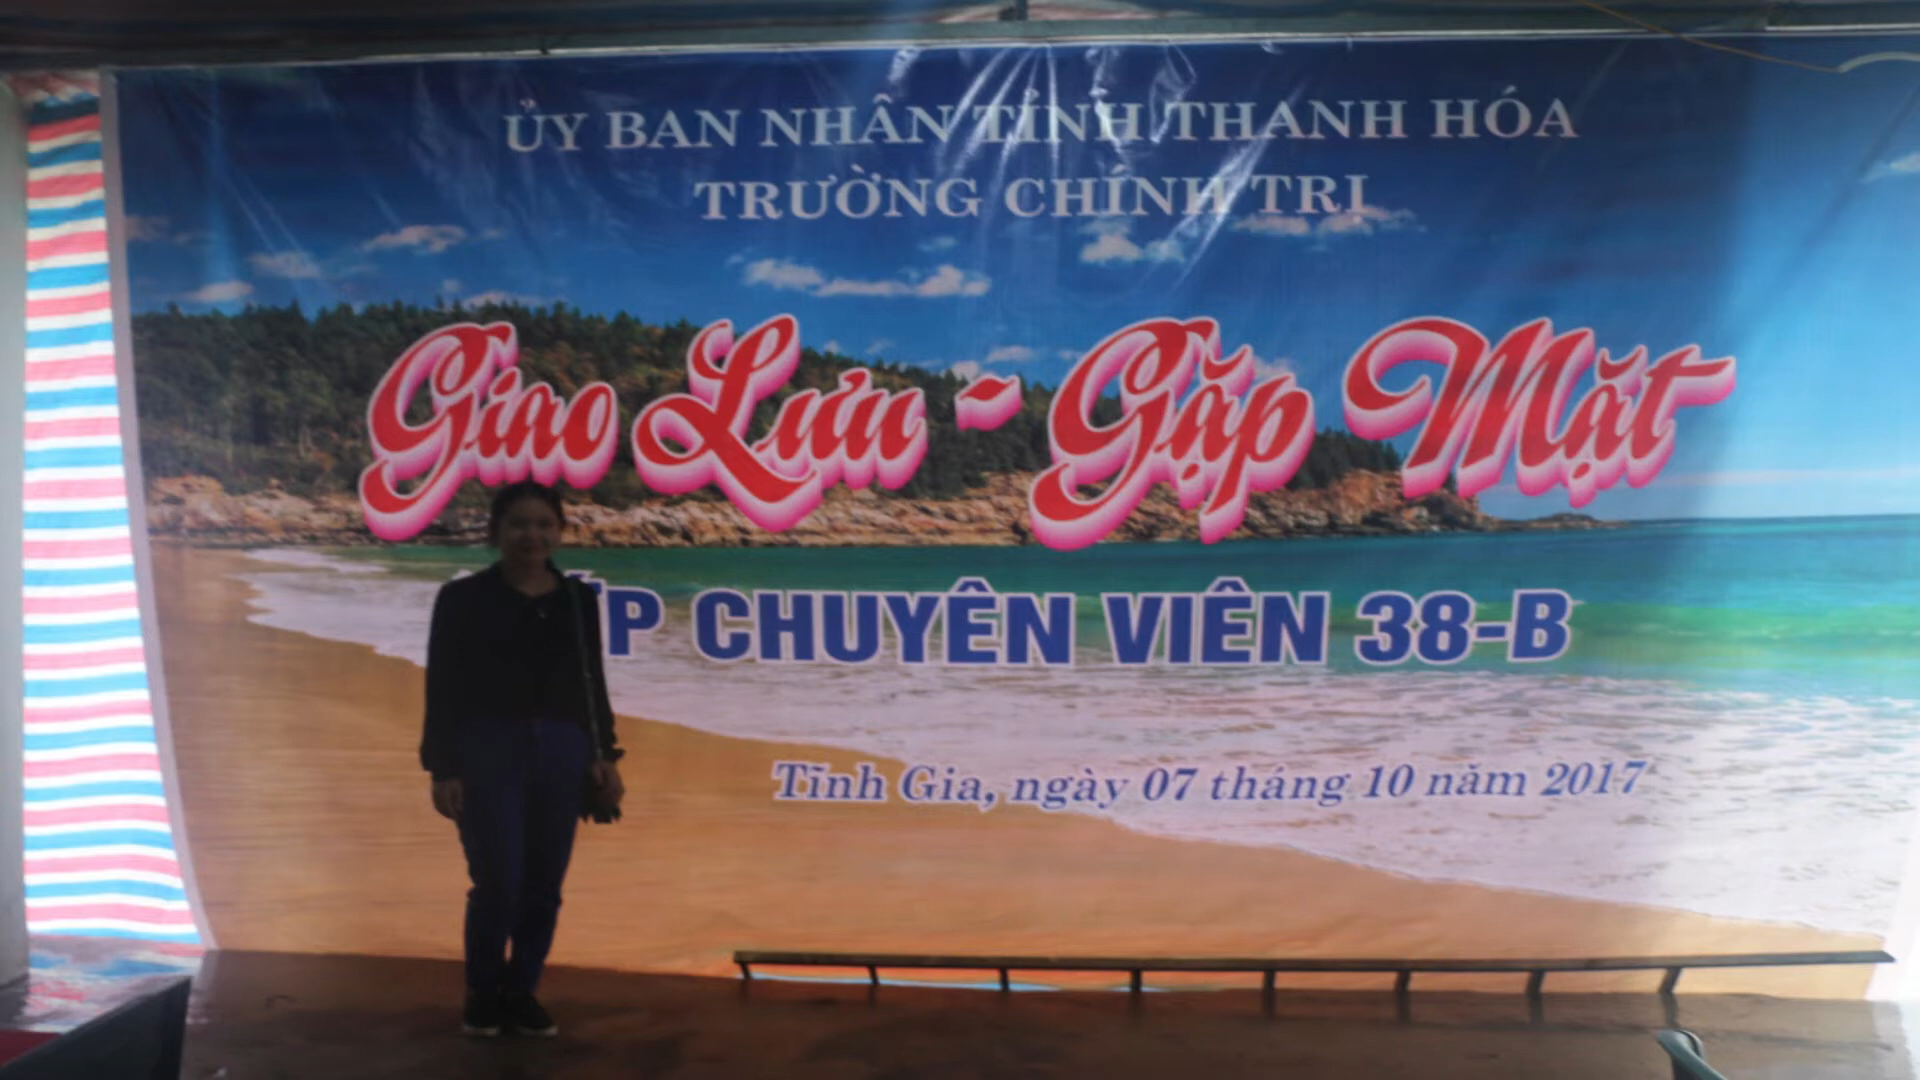 ỦY BAN NHÂN TỈNH THANH HÓA
TRƯỜNG CHÍNH TRỊ
Giao Lưu - Gặp Mặt
CHUYÊN VIÊN 38-B
Tĩnh Gia, ngày 07 tháng 10 năm 2017